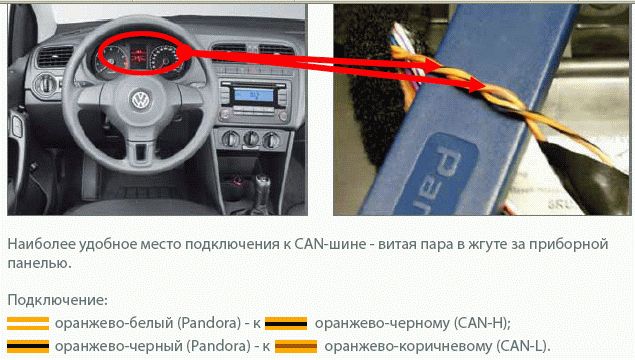 Pan
Наиболее удобное место подключения к CAN-шине - витая пара в жгуте за приборной
панелью.
Подключение:
оранжево-белый (Pandora) - к оранжево-черному (CAN-H);
оранжево-черный (Pandora) - к оранжево-коричневому (CAN-L).